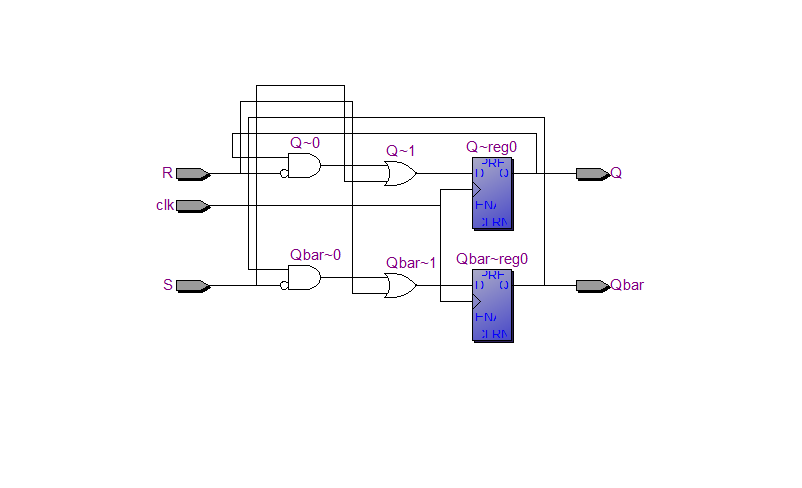 Q~0
Q~1
Q~reg0
R
PRE
D Q
Q
clk
ENA
CLRN
Qbar~0
Qbar~1
Qbar~reg0
S
PRE
D Q
Qbar
ENA
CLRN